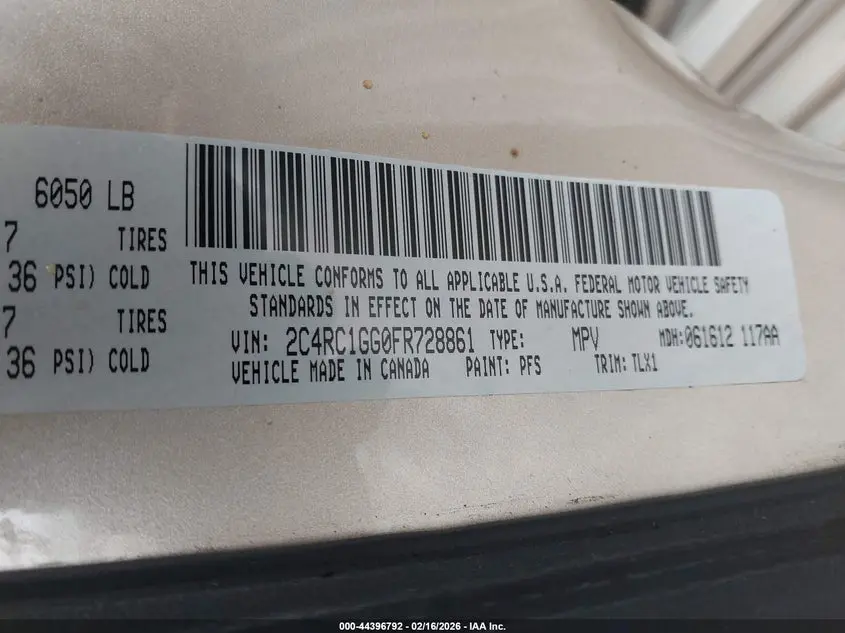 6050 LB
7 TIRES
36 PSI) COLD
7 TIRES
36 PSI) COLD
THIS VEHICLE CONFORMS TO ALL APPLICABLE U.S.A. FEDERAL MOTOR VEHICLE SAFETY
STANDARDS IN EFFECT ON THE DATE OF MANUFACTURE SHOWN ABOVE.
VIN: 2C4RC1GG0FR728861 TYPE: MPV MDH:061612 117AA
VEHICLE MADE IN CANADA PAINT: PFS TRIM: TLX1
000-44396792 / 02/16/2026 - IAA Inc.